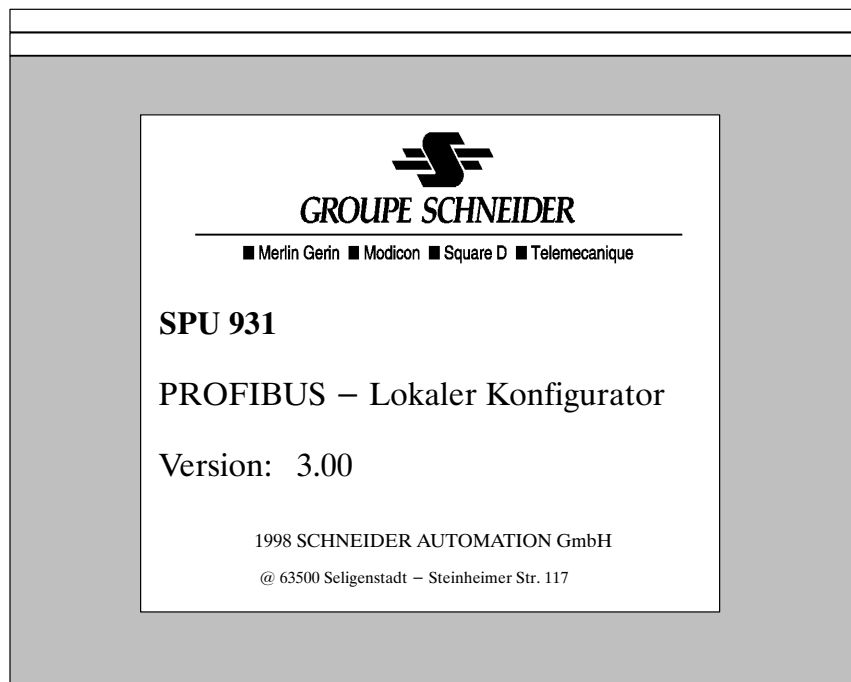 GROUPE SCHNEIDER
Merlin Gerin Modicon Square D Telemecanique
SPU 931
PROFIBUS – Lokaler Konfigurator
Version: 3.00
1998 SCHNEIDER AUTOMATION GmbH
@ 63500 Seligenstadt – Steinheimer Str. 117